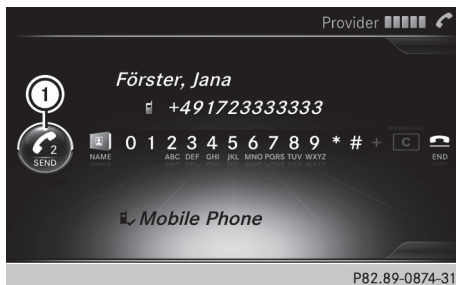 Provider
1
Förster, Jana
+491723333333
2
SEND
NAME
0 1 2 3 4 5 6 7 8 9 * # + C
ABC DEF GHI JKL MNO PQRS TUV WXYZ
END
Mobile Phone
P82.89-0874-31